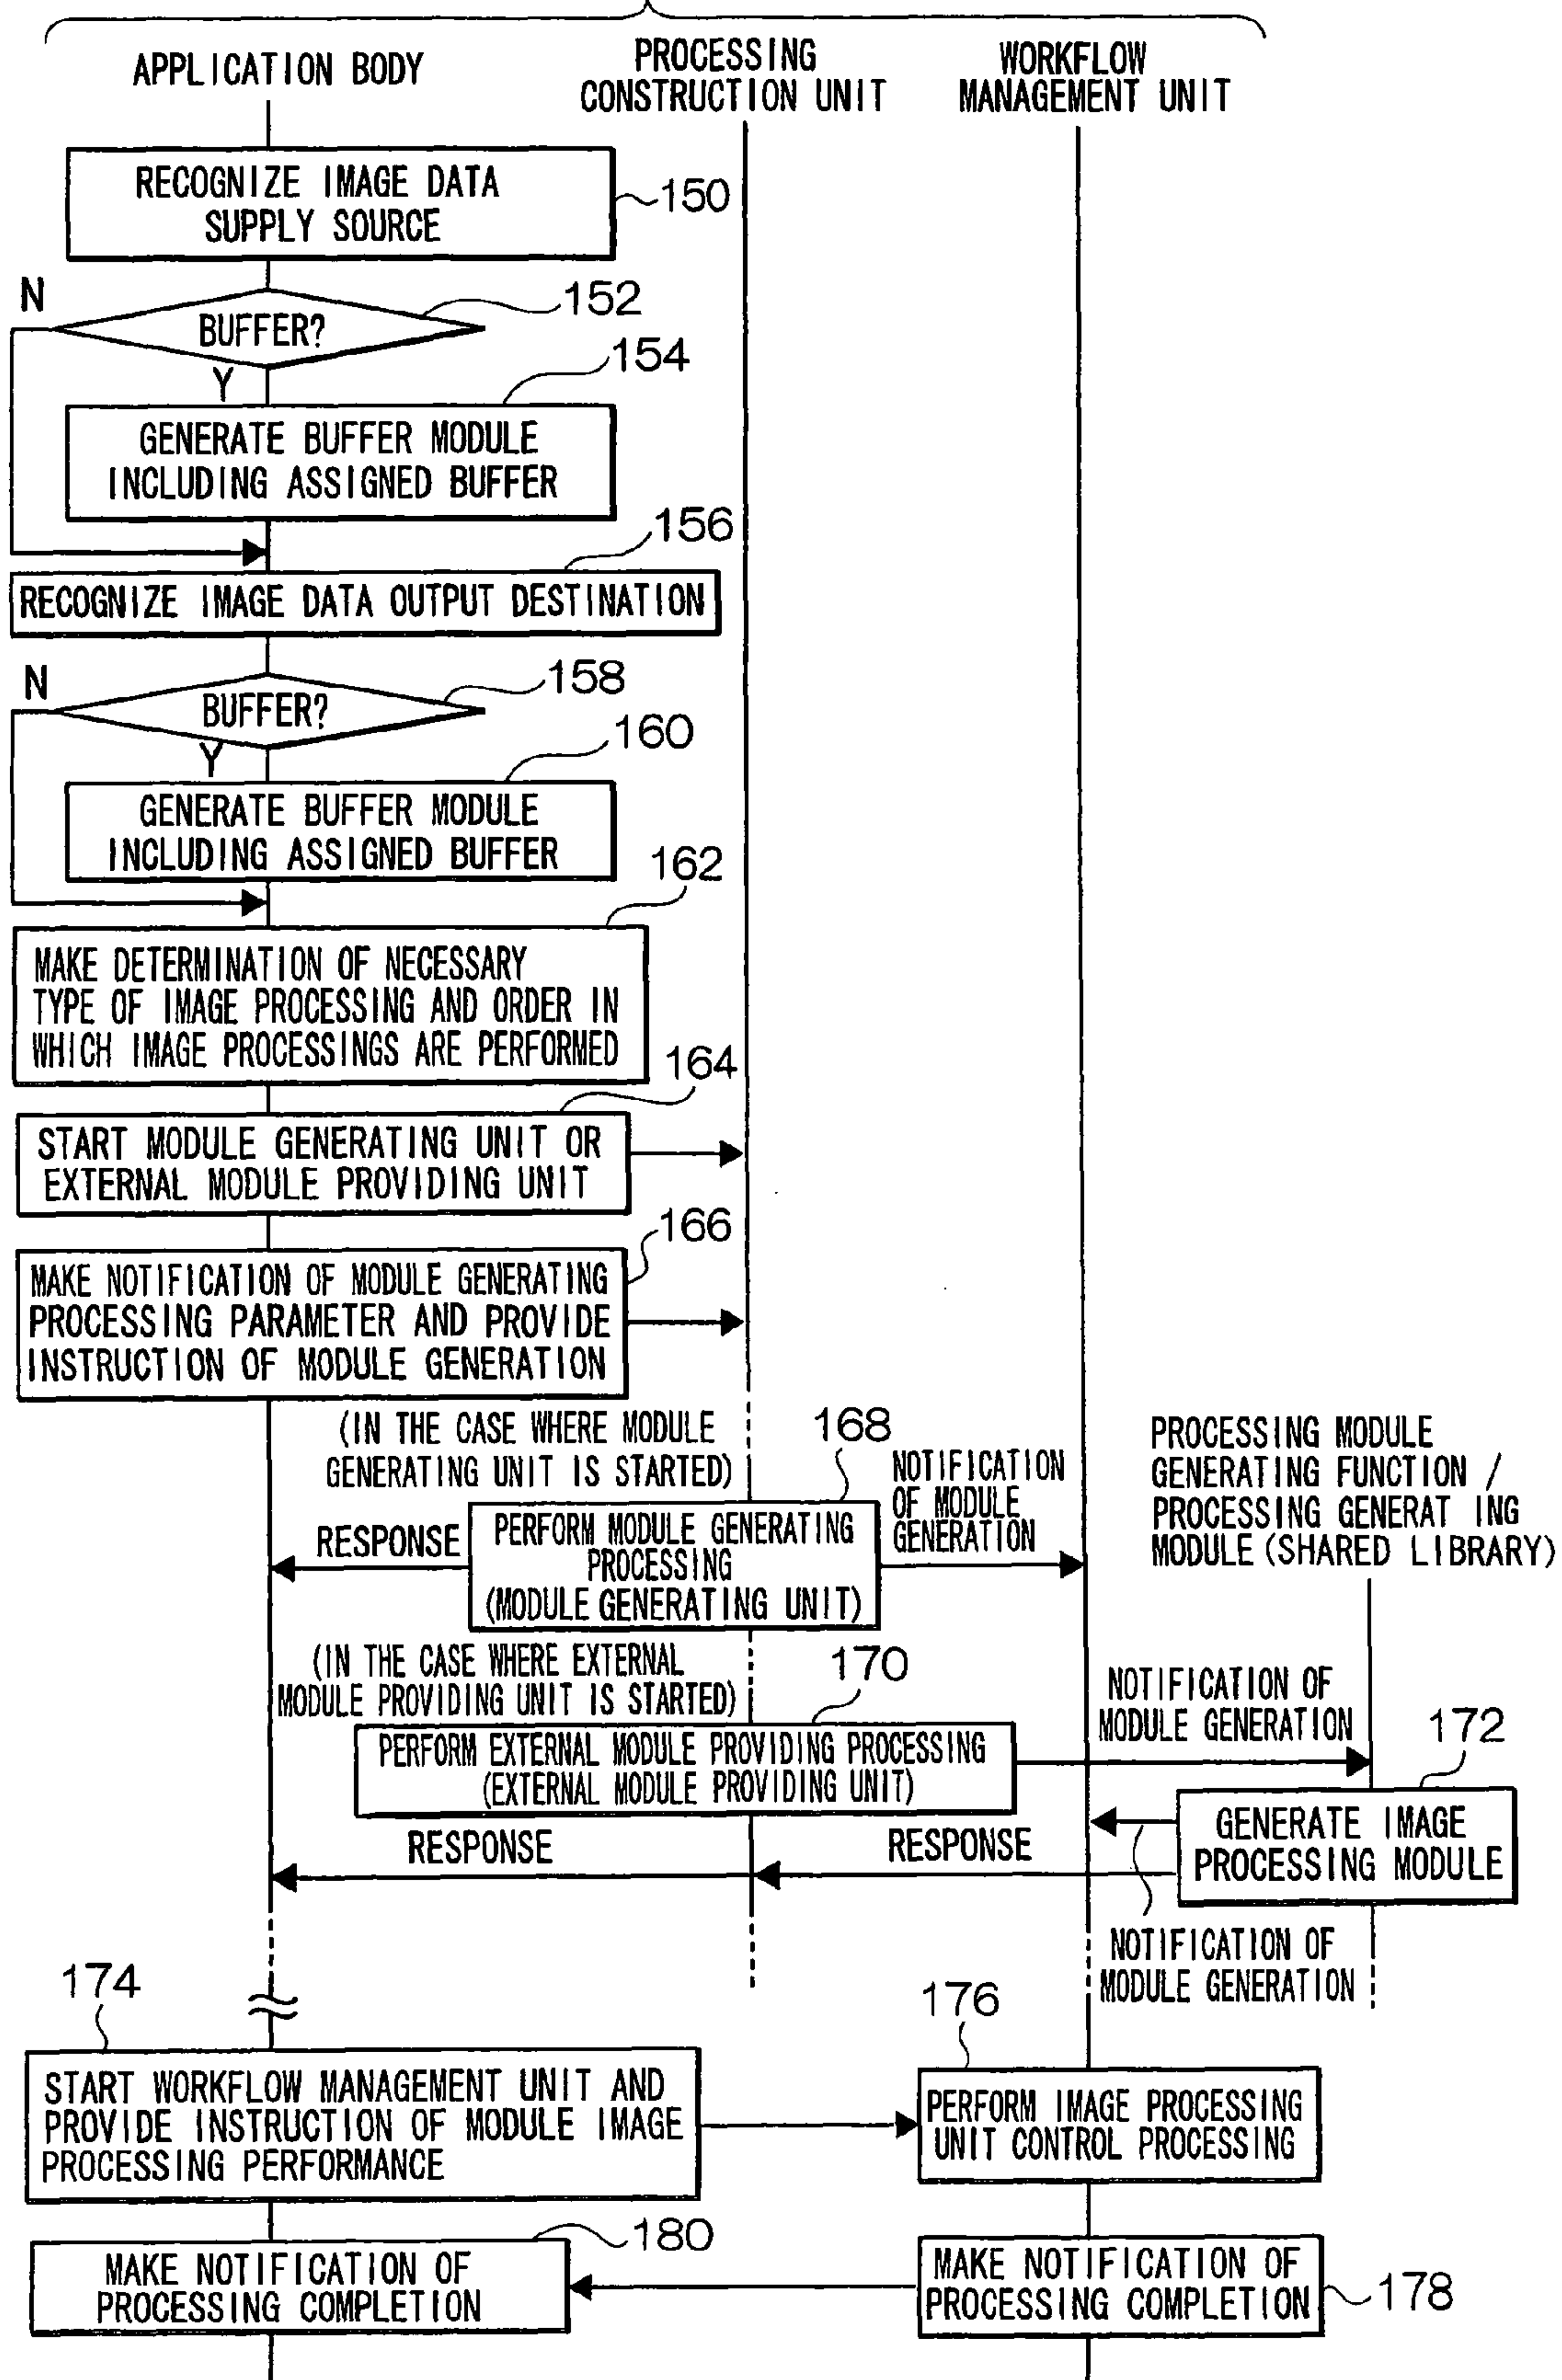 APPLICATION BODY
PROCESSING
CONSTRUCTION UNIT
WORKFLOW
MANAGEMENT UNIT
RECOGNIZE IMAGE DATA
SUPPLY SOURCE
150
N
BUFFER?
152
Y
154
GENERATE BUFFER MODULE
INCLUDING ASSIGNED BUFFER
156
RECOGNIZE IMAGE DATA OUTPUT DESTINATION
N
BUFFER?
158
Y
160
GENERATE BUFFER MODULE
INCLUDING ASSIGNED BUFFER
162
MAKE DETERMINATION OF NECESSARY
TYPE OF IMAGE PROCESSING AND ORDER IN
WHICH IMAGE PROCESSINGS ARE PERFORMED
164
START MODULE GENERATING UNIT OR
EXTERNAL MODULE PROVIDING UNIT
166
MAKE NOTIFICATION OF MODULE GENERATING
PROCESSING PARAMETER AND PROVIDE
INSTRUCTION OF MODULE GENERATION
(IN THE CASE WHERE MODULE
GENERATING UNIT IS STARTED)
168
NOTIFICATION
OF MODULE
GENERATION
PROCESSING MODULE
GENERATING FUNCTION /
PROCESSING GENERAT ING
MODULE (SHARED LIBRARY)
RESPONSE
PERFORM MODULE GENERATING
PROCESSING
(MODULE GENERATING UNIT)
(IN THE CASE WHERE EXTERNAL
MODULE PROVIDING UNIT IS STARTED)
170
NOTIFICATION OF
MODULE GENERATION
172
PERFORM EXTERNAL MODULE PROVIDING PROCESSING
(EXTERNAL MODULE PROVIDING UNIT)
GENERATE IMAGE
PROCESSING MODULE
RESPONSE
RESPONSE
NOTIFICATION OF
MODULE GENERATION
174
176
START WORKFLOW MANAGEMENT UNIT AND
PROVIDE INSTRUCTION OF MODULE IMAGE
PROCESSING PERFORMANCE
PERFORM IMAGE PROCESSING
UNIT CONTROL PROCESSING
180
MAKE NOTIFICATION OF
PROCESSING COMPLETION
MAKE NOTIFICATION OF
PROCESSING COMPLETION
178